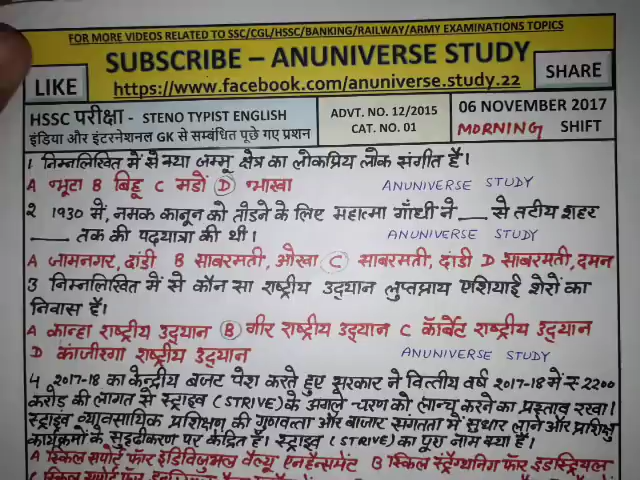 FOR MORE VIDEOS RELATED TO SSC/CGL/HSSC/BANKING/RAILWAY/ARMY EXAMINATIONS TOPICS
SUBSCRIBE – ANUNIVERSE STUDY
LIKE
https://www.facebook.com/anuniverse.study.22
SHARE
HSSC परीक्षा - STENO TYPIST ENGLISH
इंडिया और इंटरनेशनल GK से सम्बंधित पूछे गए प्रशन
ADVT. NO. 12/2015
CAT. NO. 01
06 NOVEMBER 2017
MORNING SHIFT
1 निम्नलिखित में से क्या जम्मू क्षेत्र का लोकप्रिय लोक संगीत है।
A भूटा B बिहू C मडों D भाखा ANUNIVERSE STUDY
2 1930 में, नमक कानून को तोडने के लिए महात्मा गाँधी ने ___ से तटीय शहर
___ तक की पदयात्रा की थी। ANUNIVERSE STUDY
A जामनगर, दांडी B साबरमती, ओखा C साबरमती, दांडी D साबरमती, दमन
3 निम्नलिखित में से कौन सा राष्ट्रीय उद्यान लुप्तप्राय एशियाई शेरों का
निवास है।
A कान्हा राष्ट्रीय उद्यान B गीर राष्ट्रीय उद्यान C कॉर्बेट राष्ट्रीय उद्यान
D कांजीरंगा राष्ट्रीय उद्यान ANUNIVERSE STUDY
4 2017-18 का केन्द्रीय बजट पेश करते हुए सरकार ने वित्तीय वर्ष 2017-18 में रु 2200
करोड़ की लागत से स्ट्राइव (STRIVE) के अगले चरण को लान्च करने का प्रस्ताव रखा।
स्ट्राइव व्यावसायिक प्रशिक्षण की गुणवत्ता और बाजार संगतता में सुधार लाने और प्रशिक्षु
कार्यक्रमों के सुदृढीकरण पर केंद्रित है। स्ट्राइव (STRIVE) का पूरा नाम क्या है।
A स्किल सपोर्ट फॉर इंडिविजुअल वैल्यू एनहैन्समेंट B स्किल स्ट्रैंग्थनिंग फॉर इंडस्ट्रियल